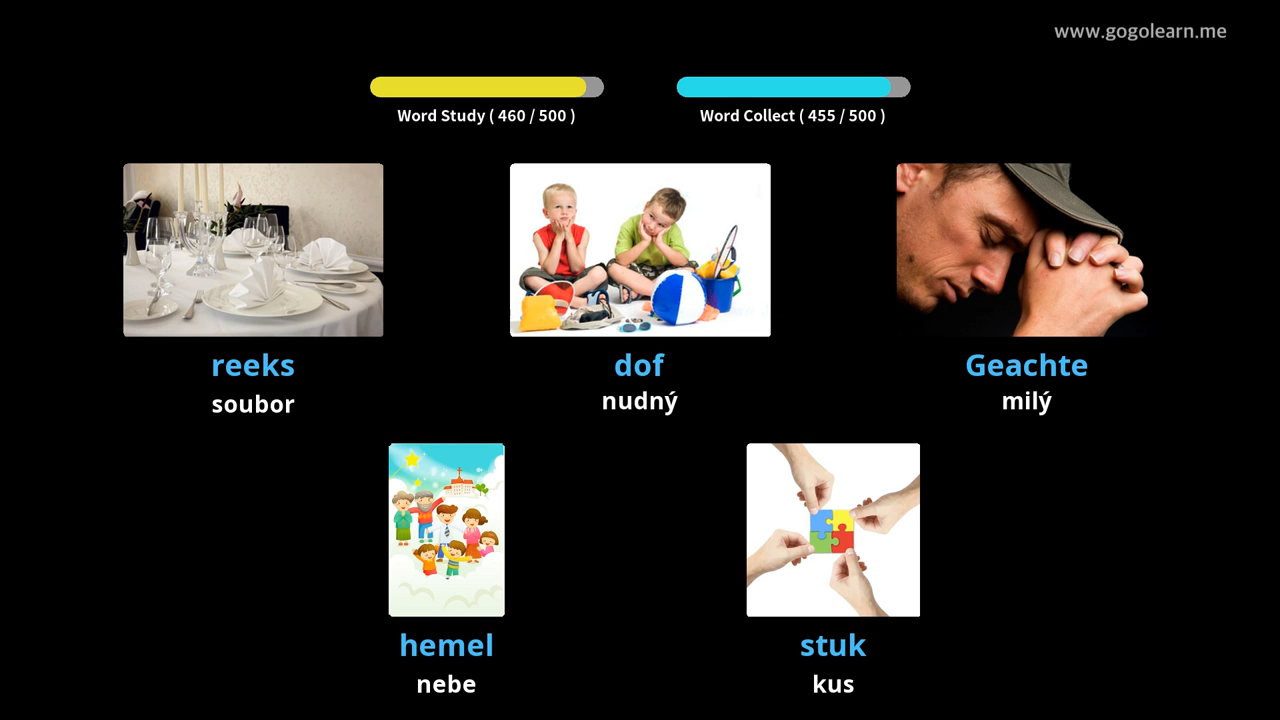 www.gogolearn.me
Word Study ( 460 / 500 )
Word Collect ( 455 / 500 )
reeks
soubor
dof
nudný
Geachte
milý
hemel
nebe
stuk
kus